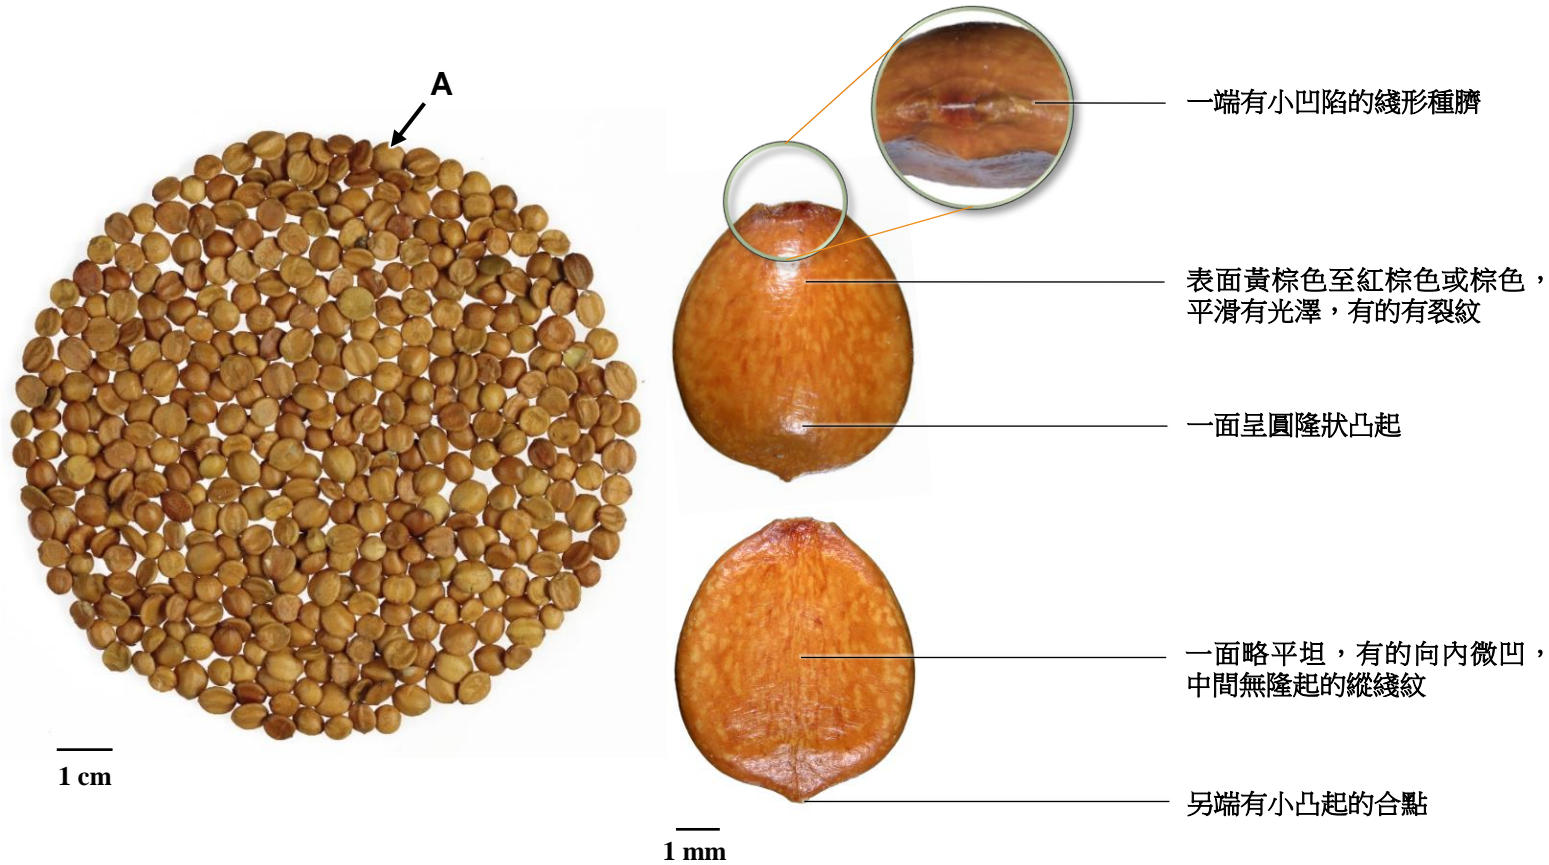 A
一端有小凹陷的綫形種臍
表面黃棕色至紅棕色或棕色，
平滑有光澤，有的有裂紋
一面呈圓隆狀凸起
一面略平坦，有的向內微凹，
中間無隆起的縱綫紋
另端有小凸起的合點
1 cm
1 mm